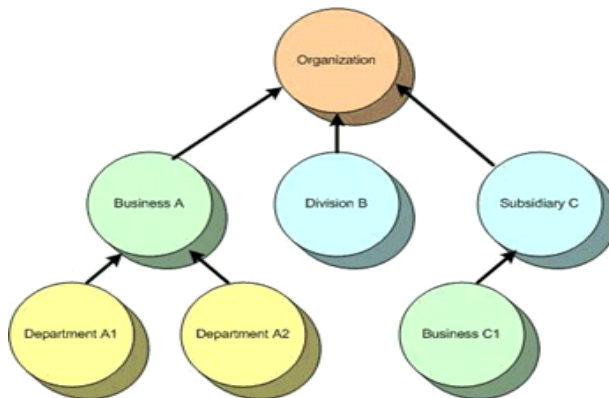 Organization
Business A
Division B
Subsidiary C
Department A1
Department A2
Business C1